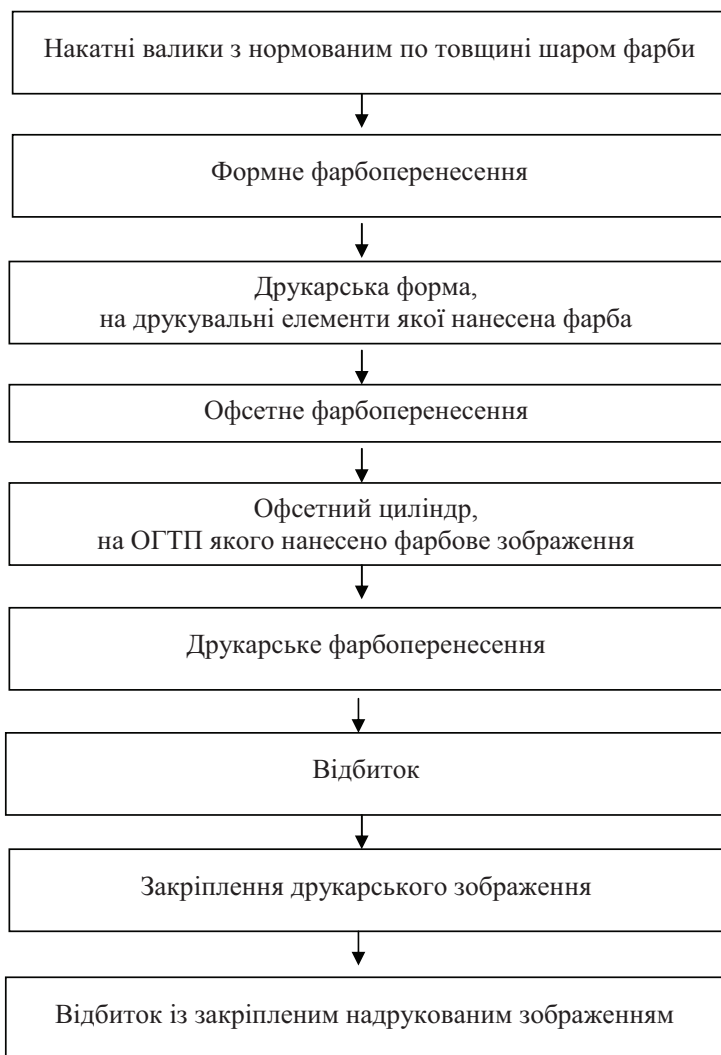 Накатні валики з нормованим по товщині шаром фарби
Формне фарбоперенесення
Друкарська форма,
на друкувальні елементи якої нанесена фарба
Офсетне фарбоперенесення
Офсетний циліндр,
на ОГТП якого нанесено фарбове зображення
Друкарське фарбоперенесення
Відбиток
Закріплення друкарського зображення
Відбиток із закріпленим надрукованим зображенням